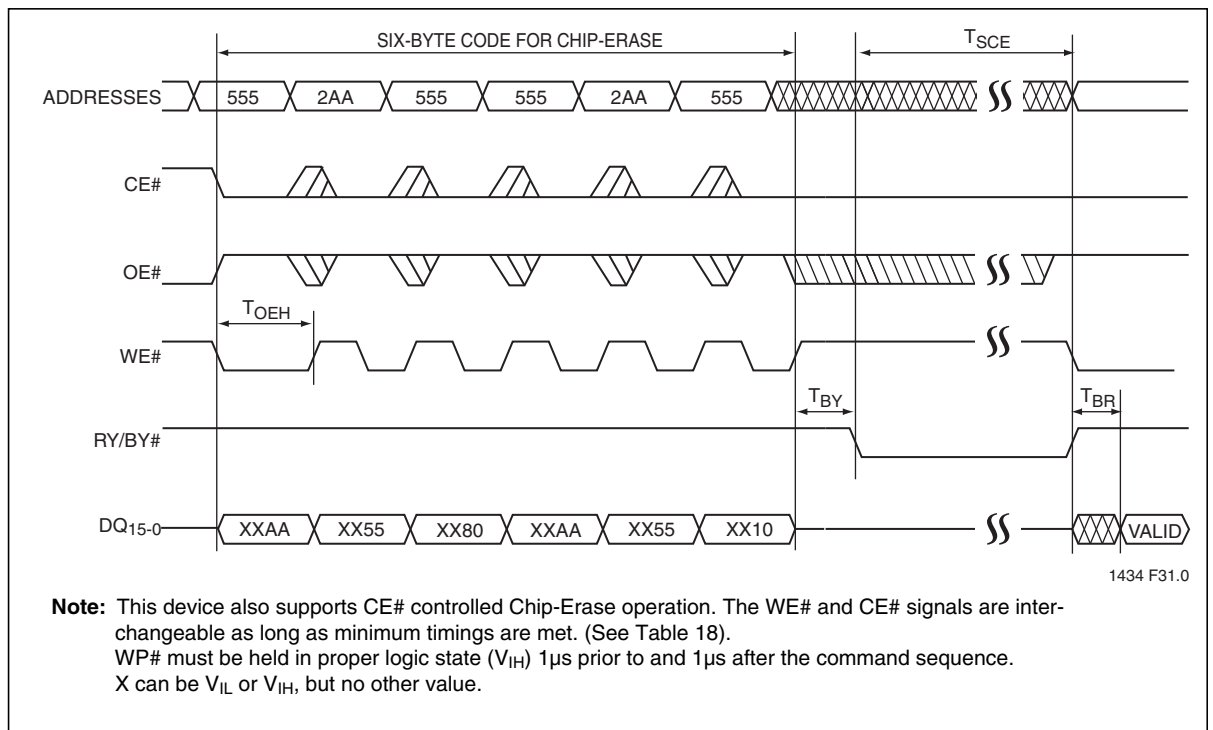 SIX-BYTE CODE FOR CHIP-ERASE TSCE
ADDRESSES 555 2AA 555 555 2AA 555
CE#
OE#
TOEH
WE#
TBY TBR
RY/BY#
DQ15-0 XXAA XX55 XX80 XXAA XX55 XX10 VALID
1434 F31.0
Note: This device also supports CE# controlled Chip-Erase operation. The WE# and CE# signals are inter-
changeable as long as minimum timings are met. (See Table 18).
WP# must be held in proper logic state (VIH) 1µs prior to and 1µs after the command sequence.
X can be VIL or VIH, but no other value.